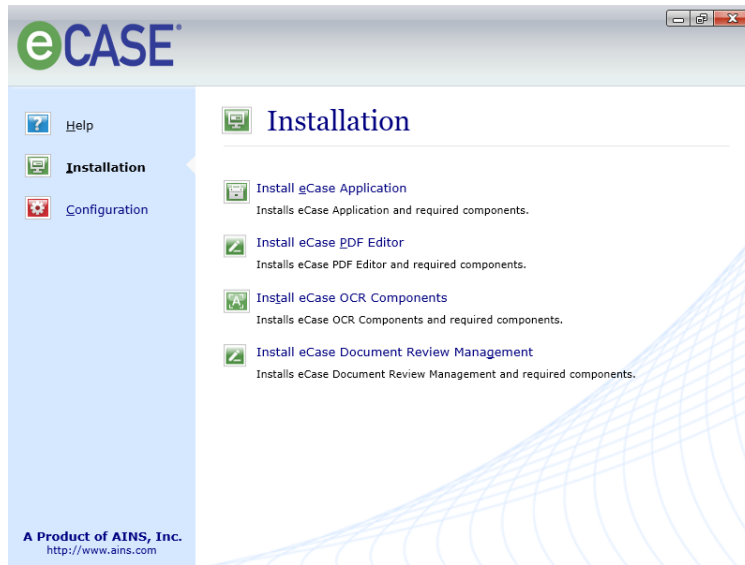 eCASE
Help
Installation
Configuration
Installation
Install eCase Application
Installs eCase Application and required components.
Install eCase PDF Editor
Installs eCase PDF Editor and required components.
Install eCase OCR Components
Installs eCase OCR Components and required components.
Install eCase Document Review Management
Installs eCase Document Review Management and required components.
A Product of AINS, Inc.
http://www.ains.com